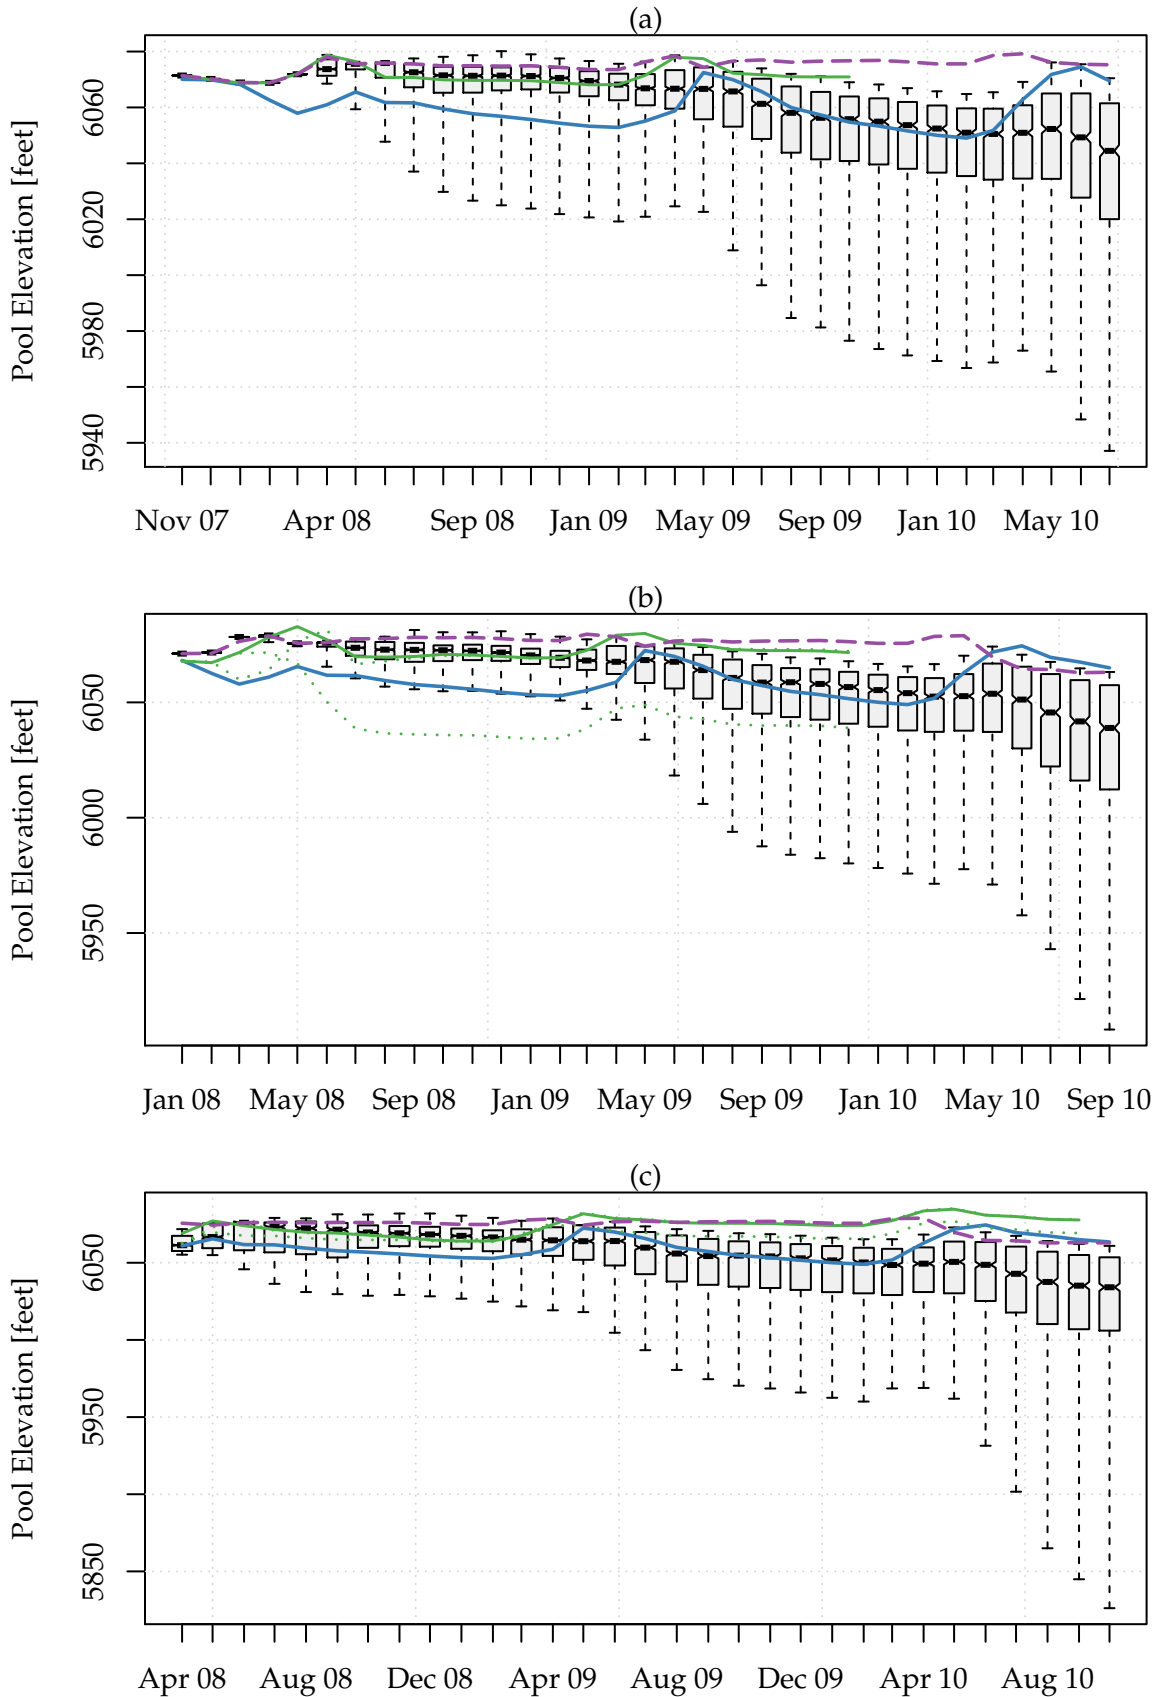 (a)
Pool Elevation [feet]
6060
6020
5980
5940
Nov 07 Apr 08 Sep 08 Jan 09 May 09 Sep 09 Jan 10 May 10
(b)
Pool Elevation [feet]
6050
6000
5950
Jan 08 May 08 Sep 08 Jan 09 May 09 Sep 09 Jan 10 May 10 Sep 10
(c)
Pool Elevation [feet]
6050
5950
5850
Apr 08 Aug 08 Dec 08 Apr 09 Aug 09 Dec 09 Apr 10 Aug 10